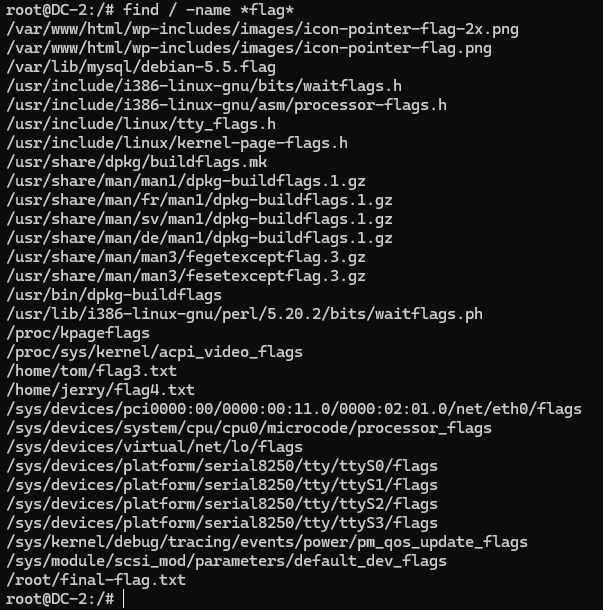 root@DC-2:/# find / -name *flag*
/var/www/html/wp-includes/images/icon-pointer-flag-2x.png
/var/www/html/wp-includes/images/icon-pointer-flag.png
/var/lib/mysql/debian-5.5.flag
/usr/include/i386-linux-gnu/bits/waitflags.h
/usr/include/i386-linux-gnu/asm/processor-flags.h
/usr/include/linux/tty_flags.h
/usr/include/linux/kernel-page-flags.h
/usr/share/dpkg/buildflags.mk
/usr/share/man/man1/dpkg-buildflags.1.gz
/usr/share/man/fr/man1/dpkg-buildflags.1.gz
/usr/share/man/sv/man1/dpkg-buildflags.1.gz
/usr/share/man/de/man1/dpkg-buildflags.1.gz
/usr/share/man/man3/fegetexceptflag.3.gz
/usr/share/man/man3/fesetexceptflag.3.gz
/usr/bin/dpkg-buildflags
/usr/lib/i386-linux-gnu/perl/5.20.2/bits/waitflags.ph
/proc/kpageflags
/proc/sys/kernel/acpi_video_flags
/home/tom/flag3.txt
/home/jerry/flag4.txt
/sys/devices/pci0000:00/0000:00:11.0/0000:02:01.0/net/eth0/flags
/sys/devices/system/cpu/cpu0/microcode/processor_flags
/sys/devices/virtual/net/lo/flags
/sys/devices/platform/serial8250/tty/ttyS0/flags
/sys/devices/platform/serial8250/tty/ttyS1/flags
/sys/devices/platform/serial8250/tty/ttyS2/flags
/sys/devices/platform/serial8250/tty/ttyS3/flags
/sys/kernel/debug/tracing/events/power/pm_qos_update_flags
/sys/module/scsi_mod/parameters/default_dev_flags
/root/final-flag.txt
root@DC-2:/#